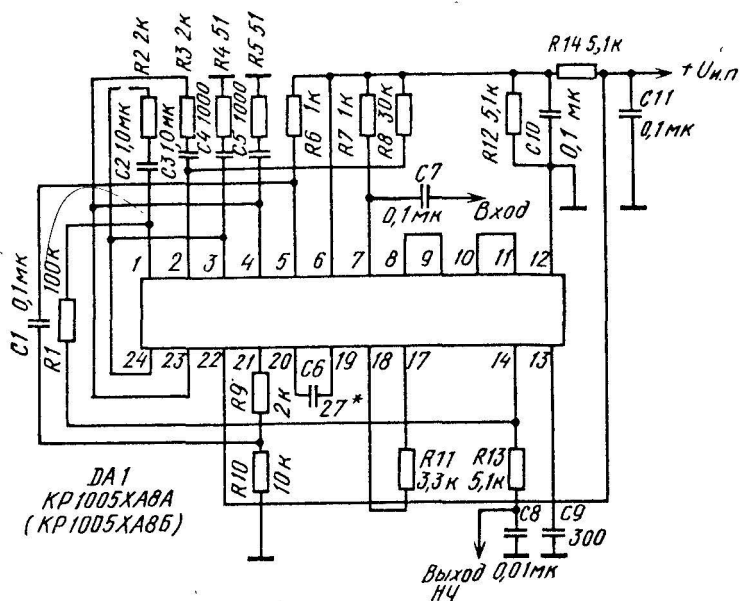 R2 2к
R3 2к
R4 51
R5 51
R14 5,1к
+ Uи.п
C2 1,0мк
C3 1,0мк
C4 1000
C5 1000
R6 1к
R7 1к
R8 30к
R12 5,1к
C10 0,1 мк
C11
0,1мк
C7
0,1мк
Вход
C1 0,1мк
R1 100к
1 2 3 4 5 6 7 8 9 10 11 12
24 23 22 21 20 19 18 17 14 13
C6
27*
R9 2к
R10 10к
R11
3,3к
R13
5,1к
DA1
КР1005ХА8А
(КР1005ХА8Б)
C8
0,01мк
C9
300
Выход
НЧ